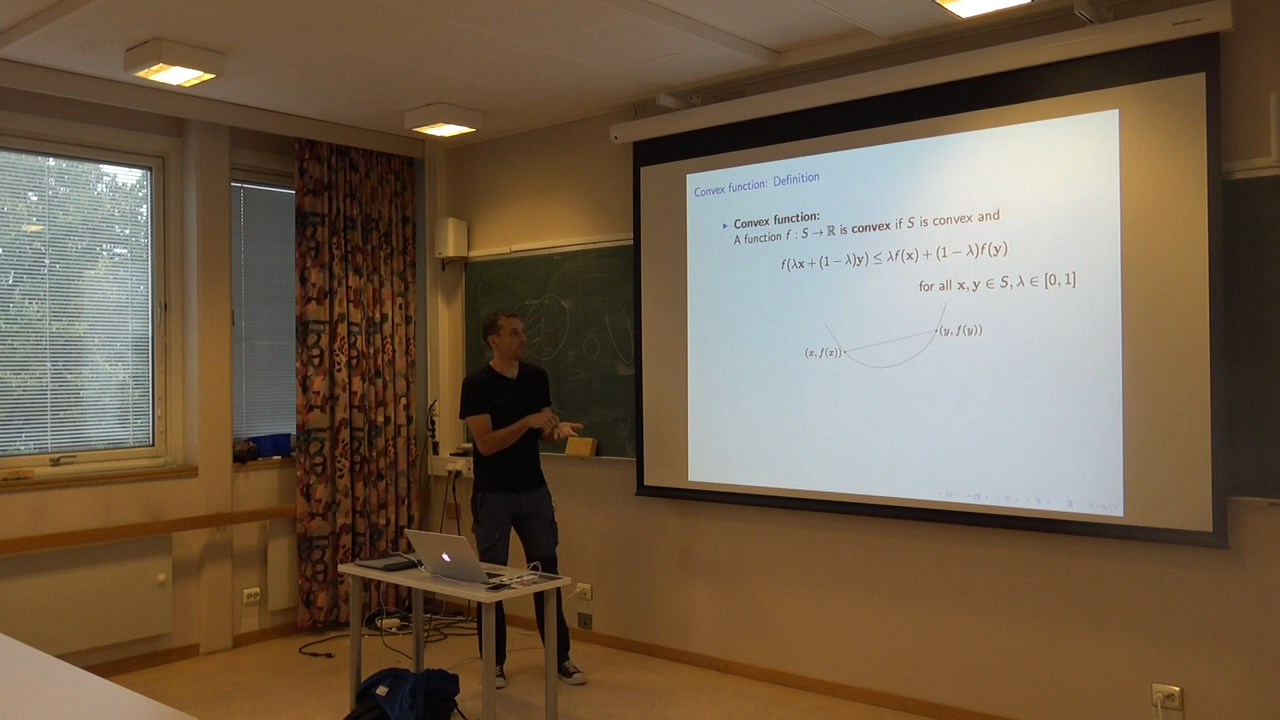 Convex function: Definition
▸ Convex function:
A function f : S → ℝ is convex if S is convex and
f(λx + (1 − λ)y) ≤ λf(x) + (1 − λ)f(y)
for all x, y ∈ S, λ ∈ [0, 1]
(y, f(y))
(x, f(x))